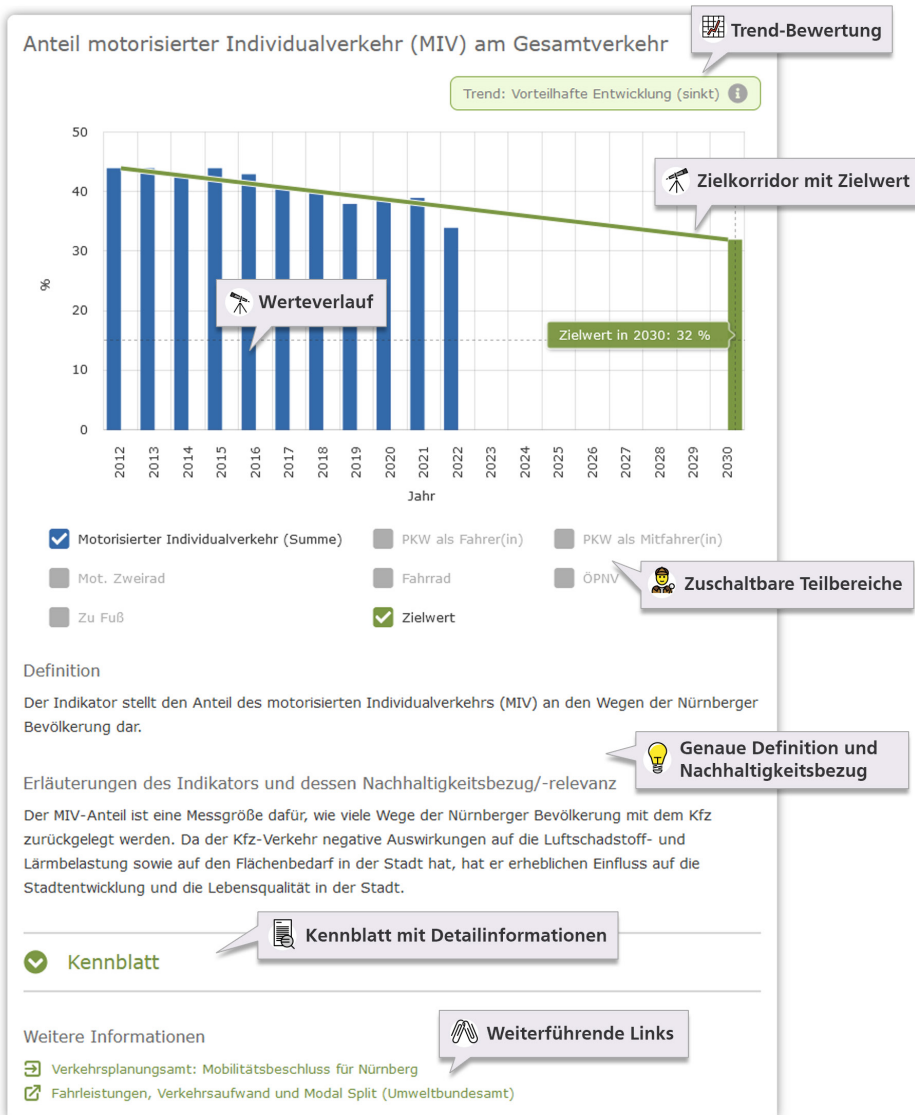 Anteil motorisierter Individualverkehr (MIV) am Gesamtverkehr
Trend-Bewertung
Trend: Vorteilhafte Entwicklung (sinkt)
50
40
30
20
10
0
%
Zielkorridor mit Zielwert
Werteverlauf
Zielwert in 2030: 32 %
2012
2013
2014
2015
2016
2017
2018
2019
2020
2021
2022
2023
2024
2025
2026
2027
2028
2029
2030
Jahr
Motorisierter Individualverkehr (Summe)
PKW als Fahrer(in)
PKW als Mitfahrer(in)
Mot. Zweirad
Fahrrad
ÖPNV
Zuschaltbare Teilbereiche
Zu Fuß
Zielwert
Definition
Der Indikator stellt den Anteil des motorisierten Individualverkehrs (MIV) an den Wegen der Nürnberger
Bevölkerung dar.
Genaue Definition und
Nachhaltigkeitsbezug
Erläuterungen des Indikators und dessen Nachhaltigkeitsbezug/-relevanz
Der MIV-Anteil ist eine Messgröße dafür, wie viele Wege der Nürnberger Bevölkerung mit dem Kfz
zurückgelegt werden. Da der Kfz-Verkehr negative Auswirkungen auf die Luftschadstoff- und
Lärmbelastung sowie auf den Flächenbedarf in der Stadt hat, hat er erheblichen Einfluss auf die
Stadtentwicklung und die Lebensqualität in der Stadt.
Kennblatt mit Detailinformationen
Kennblatt
Weitere Informationen
Weiterführende Links
Verkehrsplanungsamt: Mobilitätsbeschluss für Nürnberg
Fahrleistungen, Verkehrsaufwand und Modal Split (Umweltbundesamt)